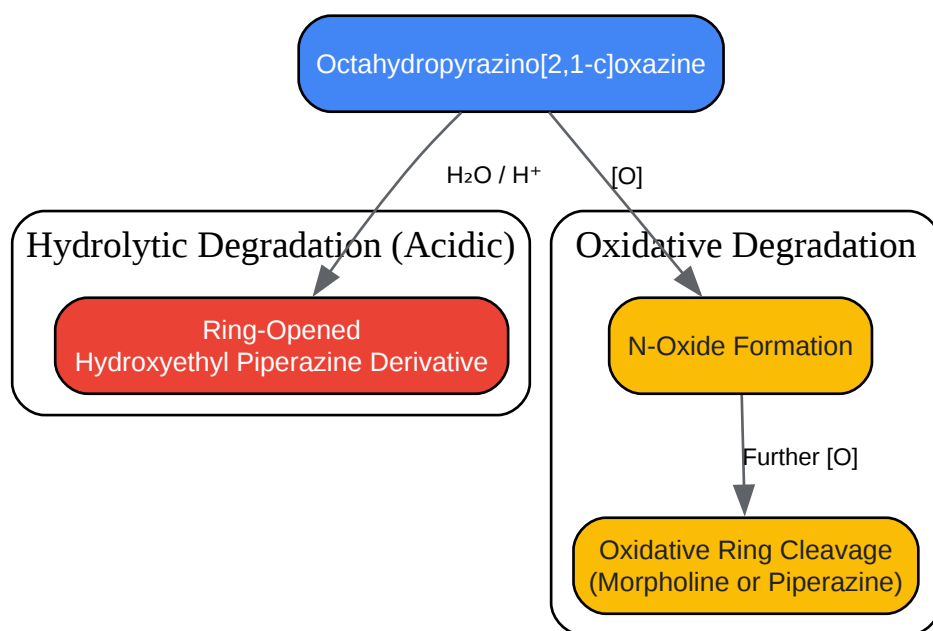 Octahydropyrazino[2,1-c]oxazine
H₂O / H⁺
[O]
Hydrolytic Degradation (Acidic)
Oxidative Degradation
Ring-Opened
Hydroxyethyl Piperazine Derivative
N-Oxide Formation
Further [O]
Oxidative Ring Cleavage
(Morpholine or Piperazine)